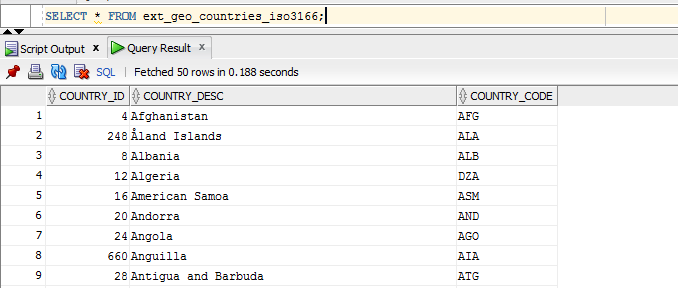 SELECT * FROM ext_geo_countries_iso3166;
Script Output x Query Result x
SQL Fetched 50 rows in 0.188 seconds
COUNTRY_ID COUNTRY_DESC COUNTRY_CODE
1 4 Afghanistan AFG
2 248 Åland Islands ALA
3 8 Albania ALB
4 12 Algeria DZA
5 16 American Samoa ASM
6 20 Andorra AND
7 24 Angola AGO
8 660 Anguilla AIA
9 28 Antigua and Barbuda ATG